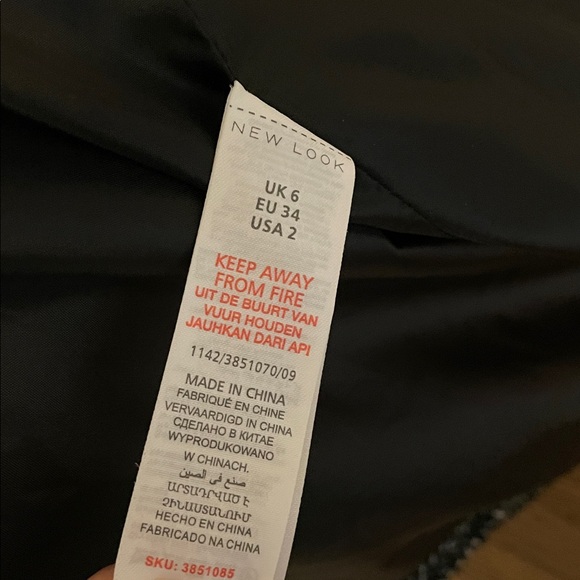 NEW LOOK
UK 6
EU 34
USA 2
KEEP AWAY
FROM FIRE
UIT DE BUURT VAN
VUUR HOUDEN
JAUHKAN DARI API
1142/3851070/09
MADE IN CHINA
FABRIQUÉ EN CHINE
VERVAARDIGD IN CHINA
СДЕЛАНО В КИТАЕ
WYPRODUKOWANO
W CHINACH.
صنع في الصين
ԱՐՏԱԴՐՎԱԾ Է
ՉԻՆԱՍՏԱՆՈՒՄ
HECHO EN CHINA
FABRICADO NA CHINA
SKU: 3851085